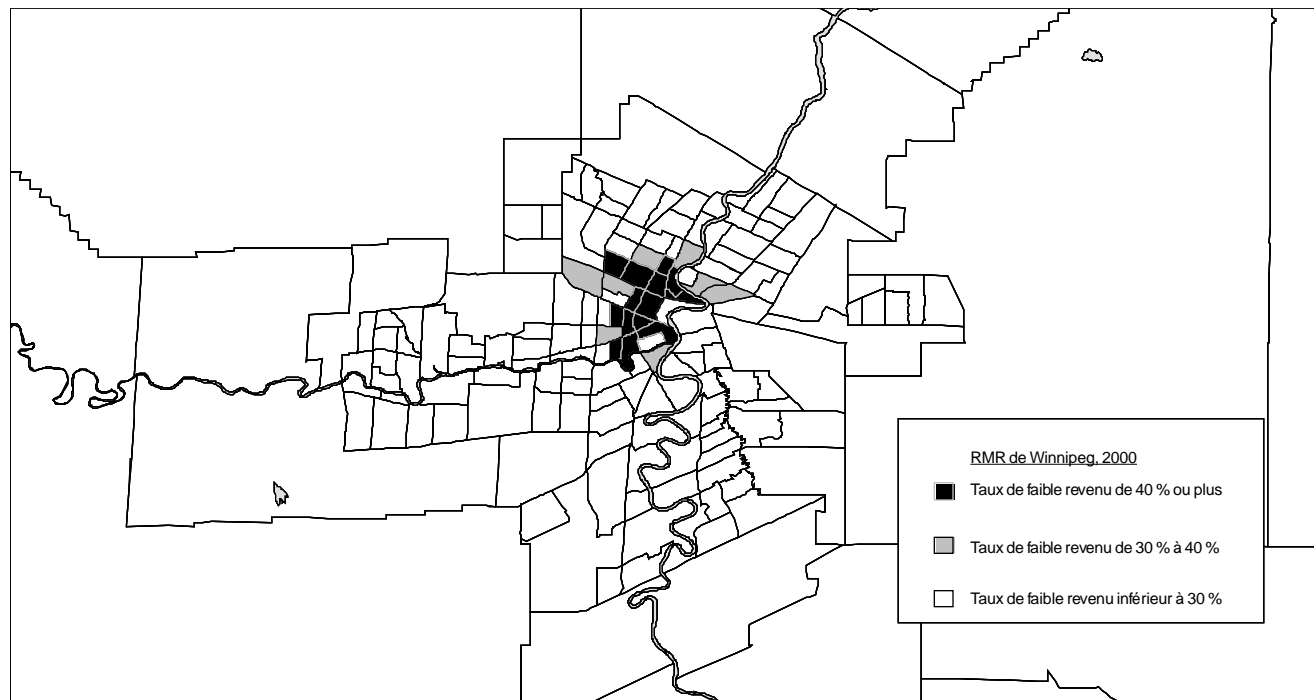 RMR de Winnipeg, 2000
Taux de faible revenu de 40 % ou plus
Taux de faible revenu de 30 % à 40 %
Taux de faible revenu inférieur à 30 %